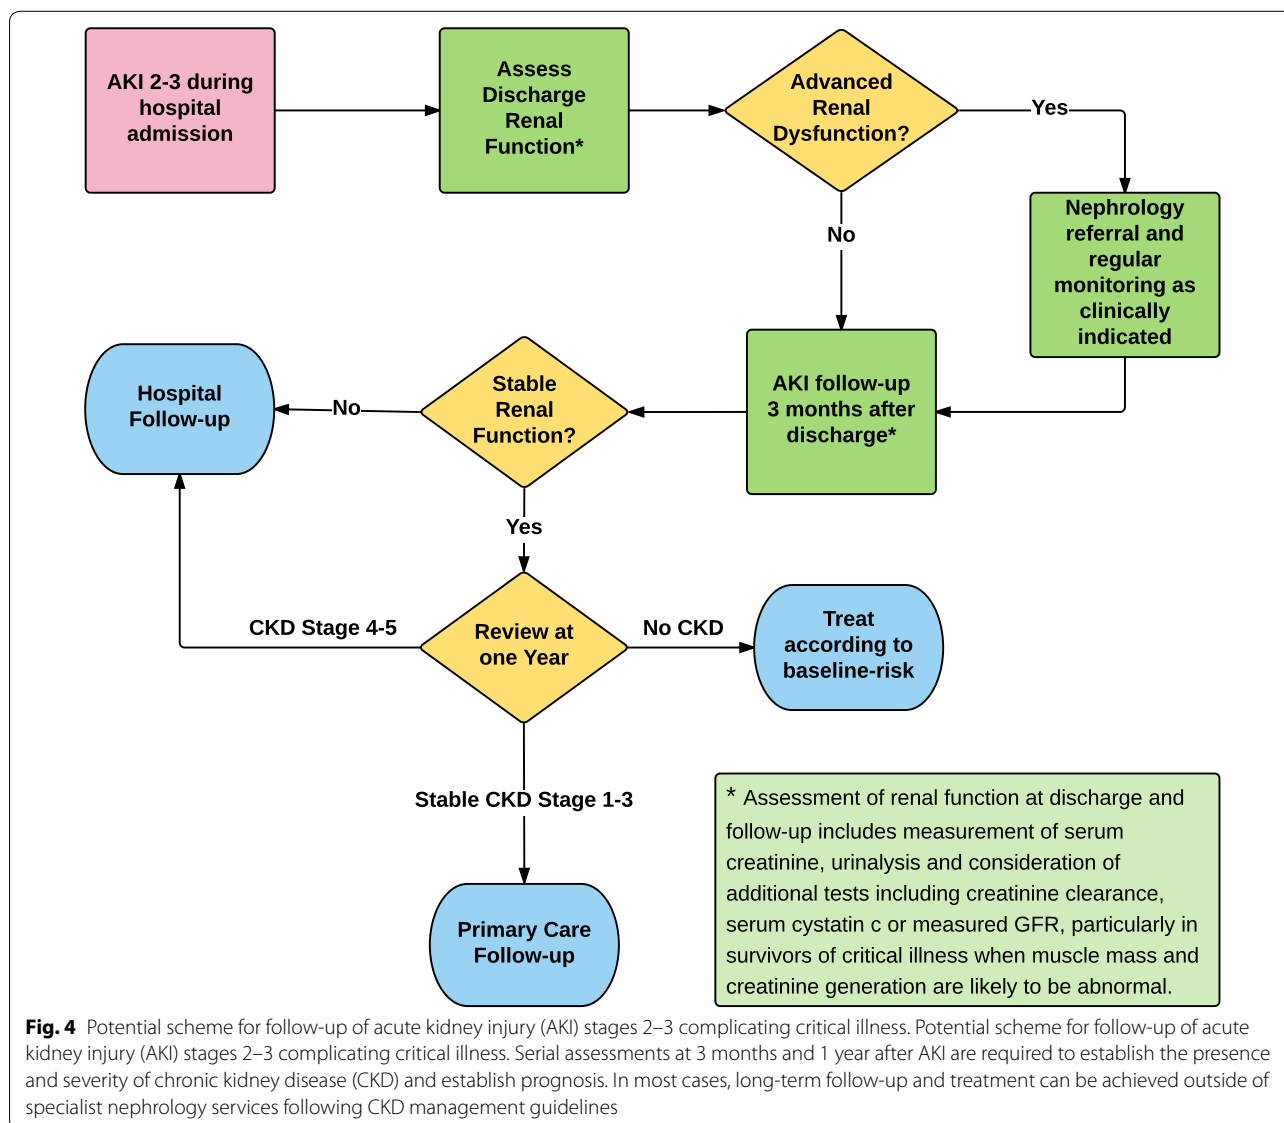 AKI 2-3 during
hospital
admission
Assess
Discharge
Renal
Function*
Advanced
Renal
Dysfunction?
Yes
No
Nephrology
referral and
regular
monitoring as
clinically
indicated
AKI follow-up
3 months after
discharge*
Stable
Renal
Function?
No
Hospital
Follow-up
Yes
Review at
one Year
CKD Stage 4-5
No CKD
Treat
according to
baseline-risk
Stable CKD Stage 1-3
Primary Care
Follow-up
* Assessment of renal function at discharge and
follow-up includes measurement of serum
creatinine, urinalysis and consideration of
additional tests including creatinine clearance,
serum cystatin c or measured GFR, particularly in
survivors of critical illness when muscle mass and
creatinine generation are likely to be abnormal.
Fig. 4 Potential scheme for follow-up of acute kidney injury (AKI) stages 2–3 complicating critical illness. Potential scheme for follow-up of acute
kidney injury (AKI) stages 2–3 complicating critical illness. Serial assessments at 3 months and 1 year after AKI are required to establish the presence
and severity of chronic kidney disease (CKD) and establish prognosis. In most cases, long-term follow-up and treatment can be achieved outside of
specialist nephrology services following CKD management guidelines